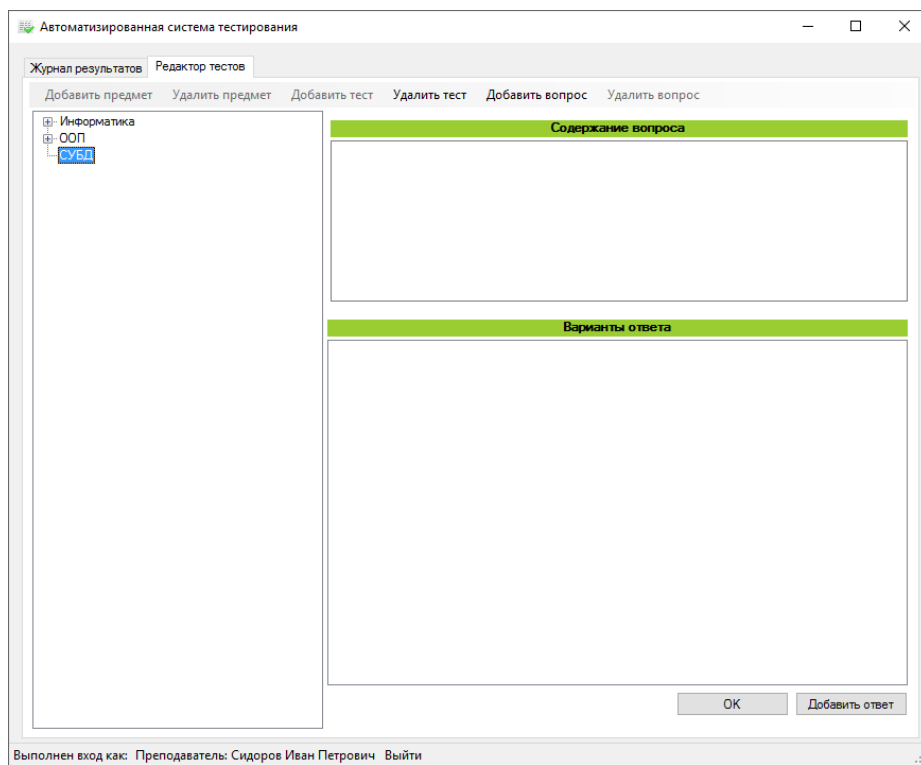 Автоматизированная система тестирования
Журнал результатов Редактор тестов
Добавить предмет Удалить предмет Добавить тест Удалить тест Добавить вопрос Удалить вопрос
Информатика
ООП
СУБД
Содержание вопроса
Варианты ответа
OK Добавить ответ
Выполнен вход как: Преподаватель: Сидоров Иван Петрович Выйти